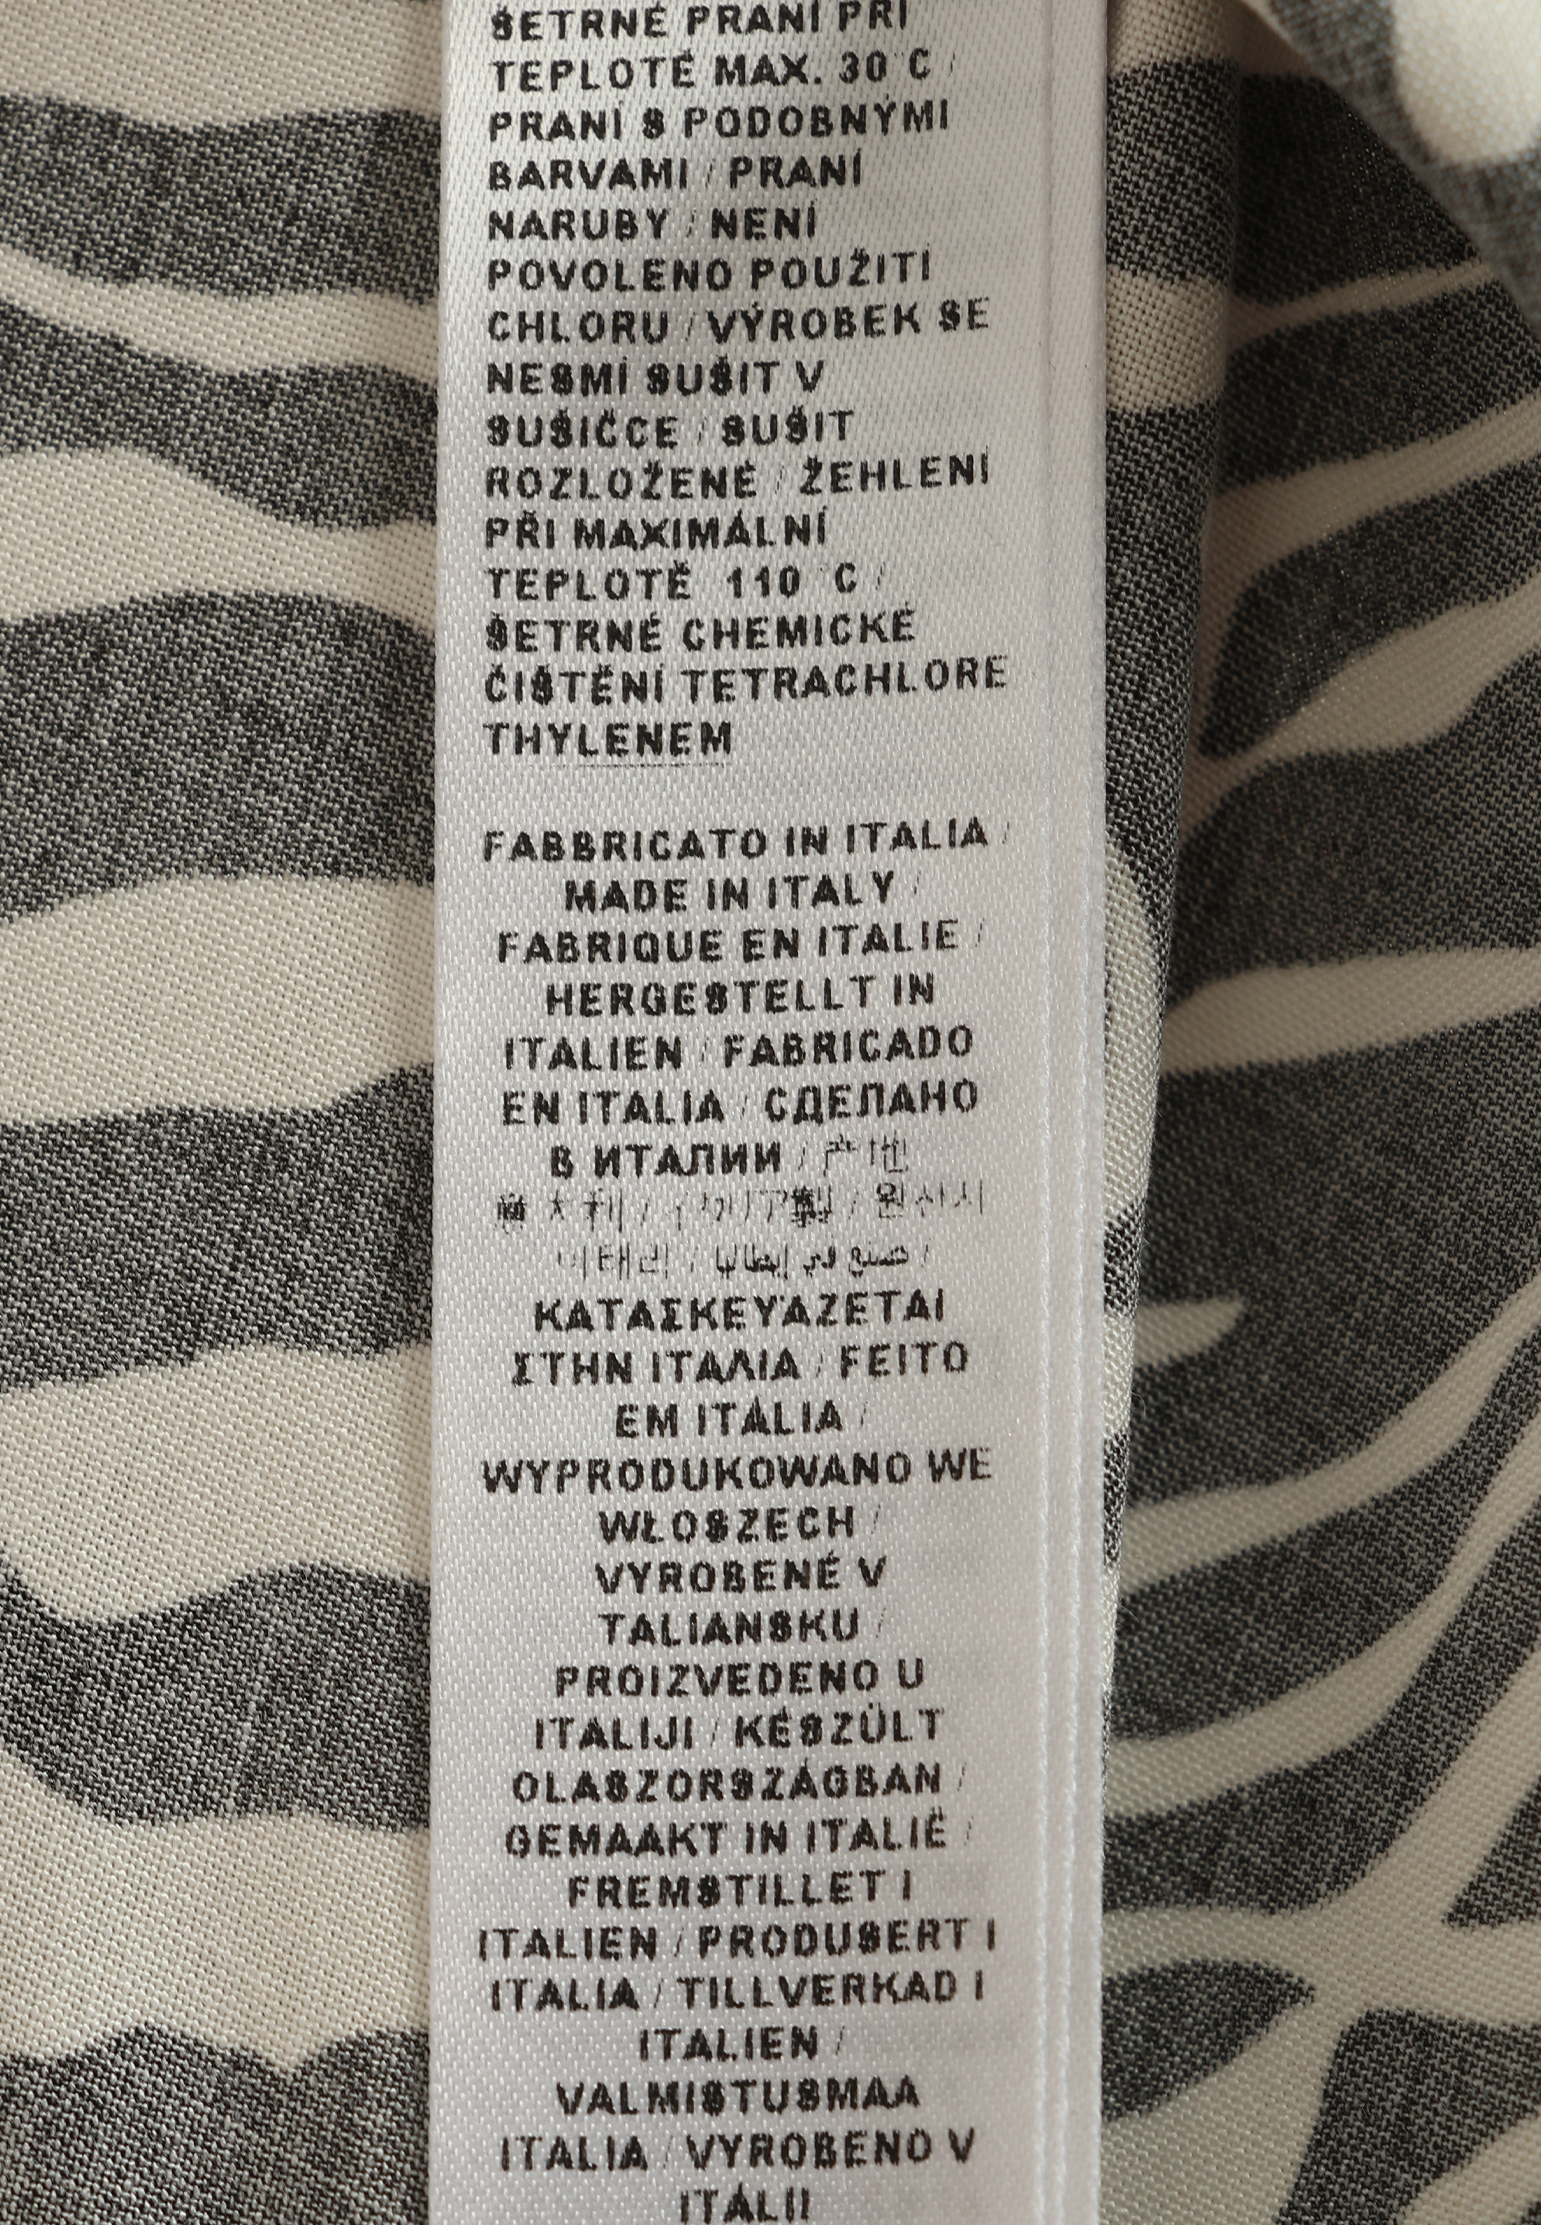 ŠETRNÉ PRANÍ PŘI
TEPLOTĚ MAX. 30°C /
PRANÍ S PODOBNÝMI
BARVAMI / PRANÍ
NARUBY / NENÍ
POVOLENO POUŽITÍ
CHLORU / VÝROBEK SE
NESMÍ SUŠIT V
SUŠIČCE / SUŠIT
ROZLOŽENÉ / ŽEHLENÍ
PŘI MAXIMÁLNÍ
TEPLOTĚ 110°C /
ŠETRNÉ CHEMICKÉ
ČIŠTĚNÍ TETRACHLORE
THYLENEM
FABBRICATO IN ITALIA /
MADE IN ITALY /
FABRIQUE EN ITALIE /
HERGESTELLT IN
ITALIEN / FABRICADO
EN ITALIA / СДЕЛАНО
В ИТАЛИИ / 产地
意大利 / イタリア製 / 원산지
이태리 / صنع في إيطاليا /
ΚΑΤΑΣΚΕΥΆΖΕΤΑΙ
ΣΤΗΝ ΙΤΑΛΙΑ / FEITO
EM ITÁLIA /
WYPRODUKOWANO WE
WŁOSZECH /
VYROBENÉ V
TALIANSKU /
PROIZVEDENO U
ITALIJI / KÉSZÜLT
OLASZORSZÁGBAN /
GEMAAKT IN ITALIË /
FREMSTILLET I
ITALIEN / PRODUSERT I
ITALIA / TILLVERKAD I
ITALIEN /
VALMISTUSMAA
ITALIA / VYROBENO V
ITÁLII